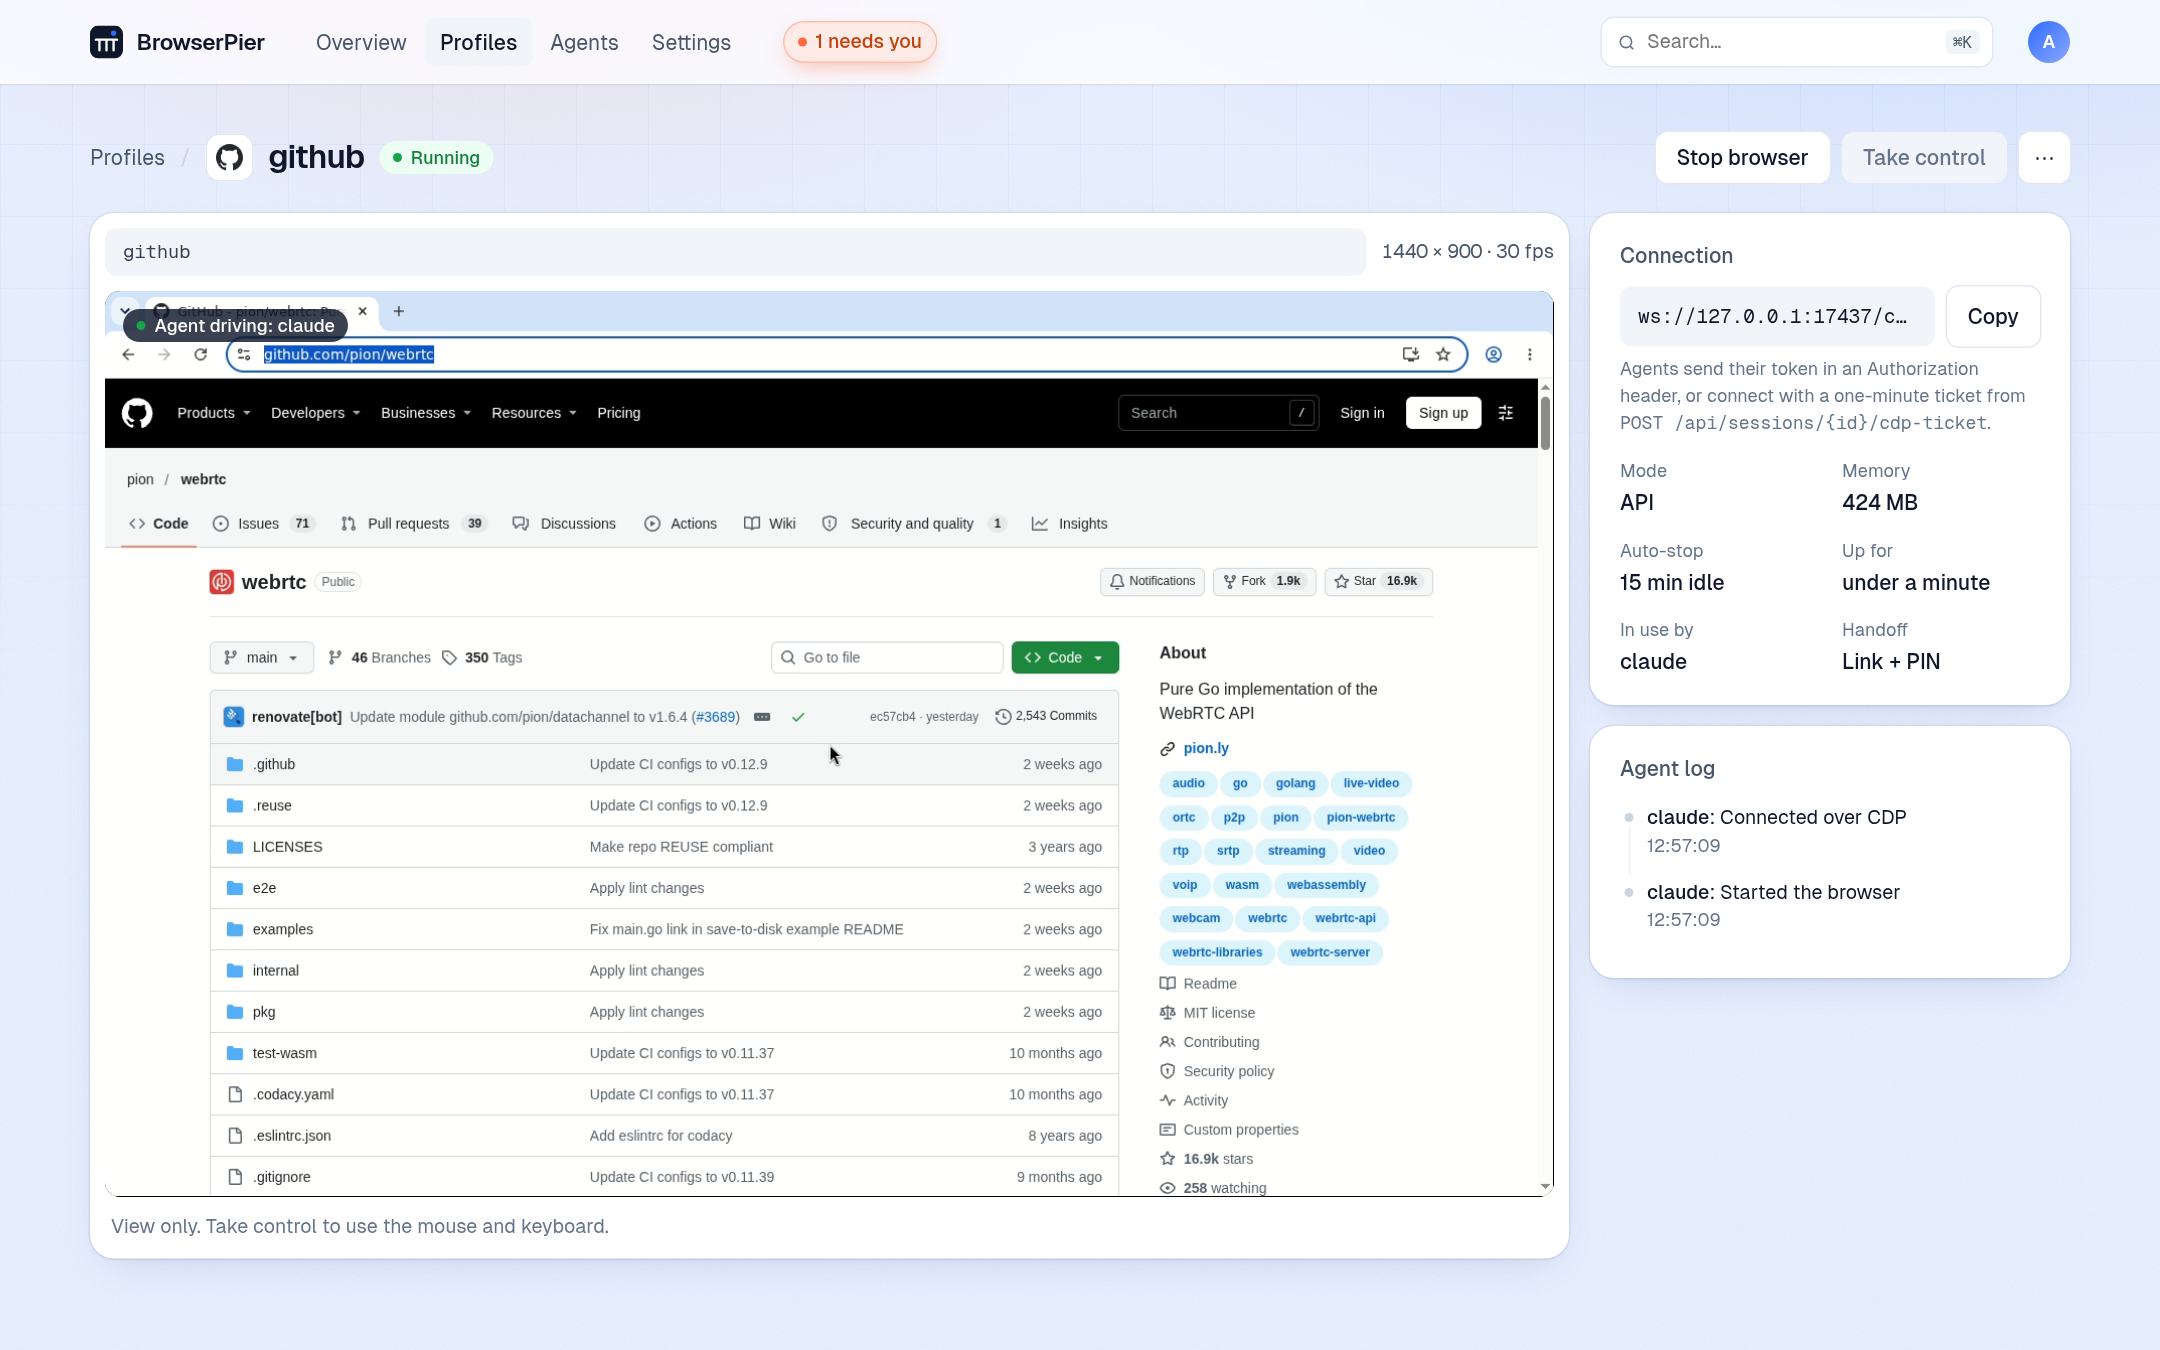 BrowserPier Overview Profiles Agents Settings 1 needs you Search... ⌘K A
Profiles / github Running Stop browser Take control ...
github 1440 × 900 · 30 fps
Agent driving: claude
github.com/pion/webrtc
Products Developers Businesses Resources Pricing Search / Sign in Sign up
pion / webrtc
Code Issues 71 Pull requests 39 Discussions Actions Wiki Security and quality 1 Insights
webrtc Public Notifications Fork 1.9k Star 16.9k
main 46 Branches 350 Tags Go to file Code
renovate[bot] Update module github.com/pion/datachannel to v1.6.4 (#3689) ec57cb4 · yesterday 2,543 Commits
.github Update CI configs to v0.12.9 2 weeks ago
.reuse Update CI configs to v0.12.9 2 weeks ago
LICENSES Make repo REUSE compliant 3 years ago
e2e Apply lint changes 2 weeks ago
examples Fix main.go link in save-to-disk example README 2 weeks ago
internal Apply lint changes 2 weeks ago
pkg Apply lint changes 2 weeks ago
test-wasm Update CI configs to v0.11.37 10 months ago
.codacy.yaml Update CI configs to v0.11.37 10 months ago
.eslintrc.json Add eslintrc for codacy 8 years ago
.gitignore Update CI configs to v0.11.39 9 months ago
About
Pure Go implementation of the
WebRTC API
pion.ly
audio go golang live-video
ortc p2p pion pion-webrtc
rtp srtp streaming video
voip wasm webassembly
webcam webrtc webrtc-api
webrtc-libraries webrtc-server
Readme
MIT license
Contributing
Security policy
Activity
Custom properties
16.9k stars
258 watching
View only. Take control to use the mouse and keyboard.
Connection
ws://127.0.0.1:17437/c… Copy
Agents send their token in an Authorization
header, or connect with a one-minute ticket from
POST /api/sessions/{id}/cdp-ticket.
Mode Memory
API 424 MB
Auto-stop Up for
15 min idle under a minute
In use by Handoff
claude Link + PIN
Agent log
claude: Connected over CDP
12:57:09
claude: Started the browser
12:57:09